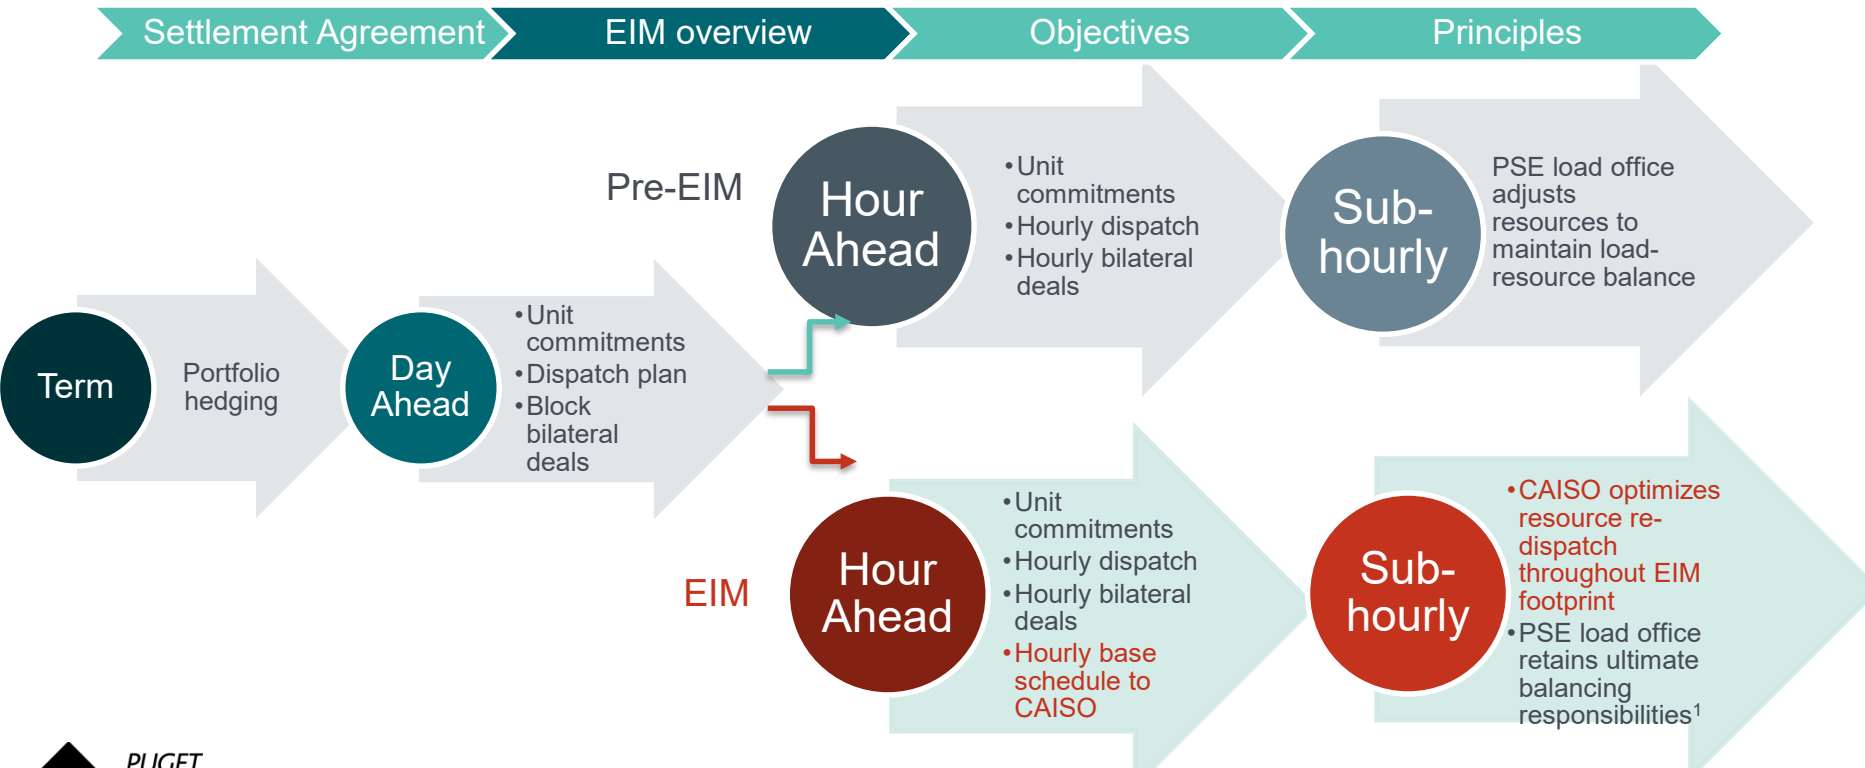 Settlement Agreement
EIM overview
Objectives
Principles
Term
Portfolio
hedging
Day
Ahead
•Unit
commitments
•Dispatch plan
•Block
bilateral
deals
Pre-EIM
Hour
Ahead
•Unit
commitments
•Hourly dispatch
•Hourly bilateral
deals
Sub-
hourly
PSE load office
adjusts
resources to
maintain load-
resource balance
EIM
Hour
Ahead
•Unit
commitments
•Hourly dispatch
•Hourly bilateral
deals
•Hourly base
schedule to
CAISO
Sub-
hourly
•CAISO optimizes
resource re-
dispatch
throughout EIM
footprint
•PSE load office
retains ultimate
balancing
responsibilities¹
PUGET